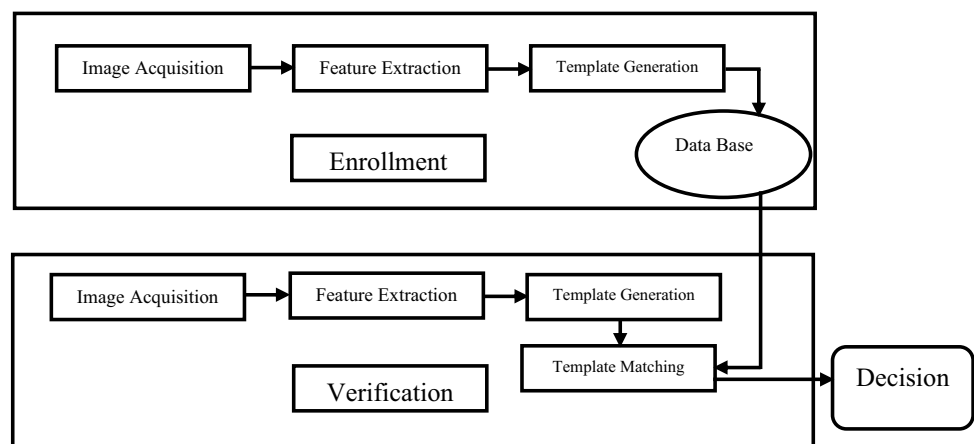 Image Acquisition
Feature Extraction
Template Generation
Data Base
Enrollment
Image Acquisition
Feature Extraction
Template Generation
Template Matching
Decision
Verification